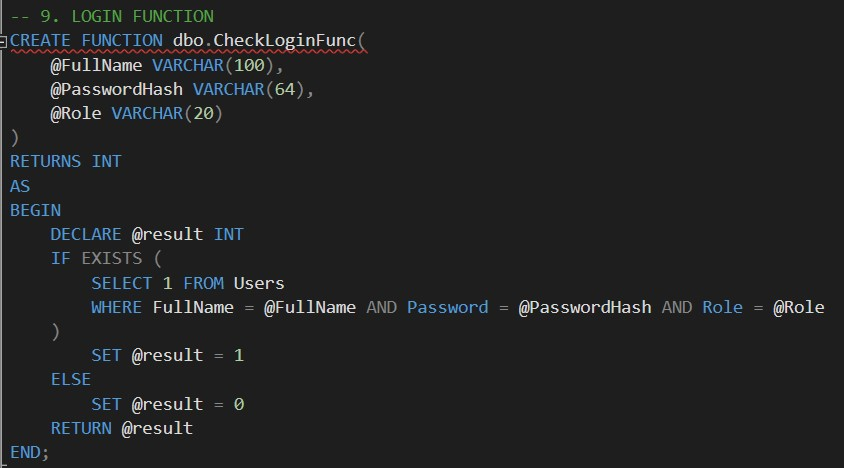 -- 9. LOGIN FUNCTION
CREATE FUNCTION dbo.CheckLoginFunc(
    @FullName VARCHAR(100),
    @PasswordHash VARCHAR(64),
    @Role VARCHAR(20)
)
RETURNS INT
AS
BEGIN
    DECLARE @result INT
    IF EXISTS (
        SELECT 1 FROM Users
        WHERE FullName = @FullName AND Password = @PasswordHash AND Role = @Role
    )
        SET @result = 1
    ELSE
        SET @result = 0
    RETURN @result
END;